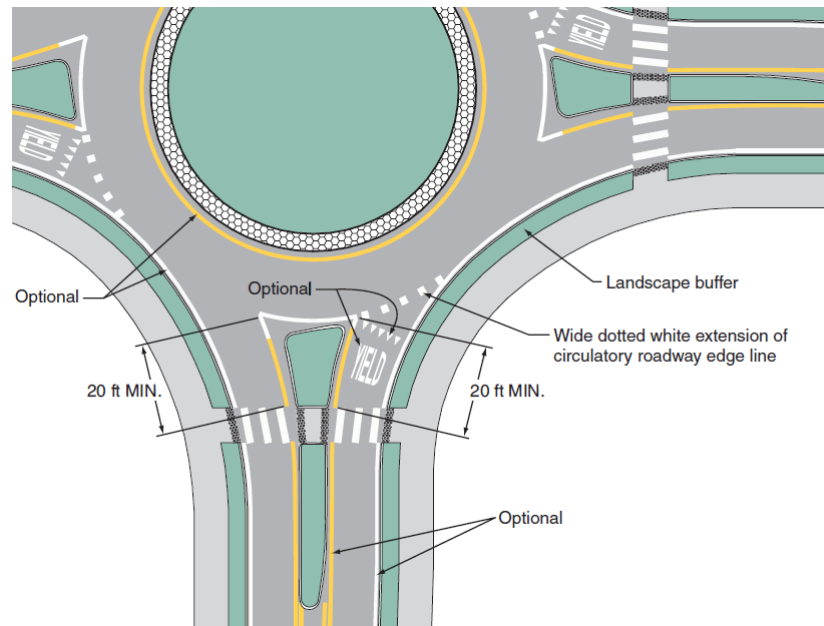 YIELD
YIELD
Optional
Optional
Landscape buffer
Wide dotted white extension of
circulatory roadway edge line
YIELD
20 ft MIN.
20 ft MIN.
Optional